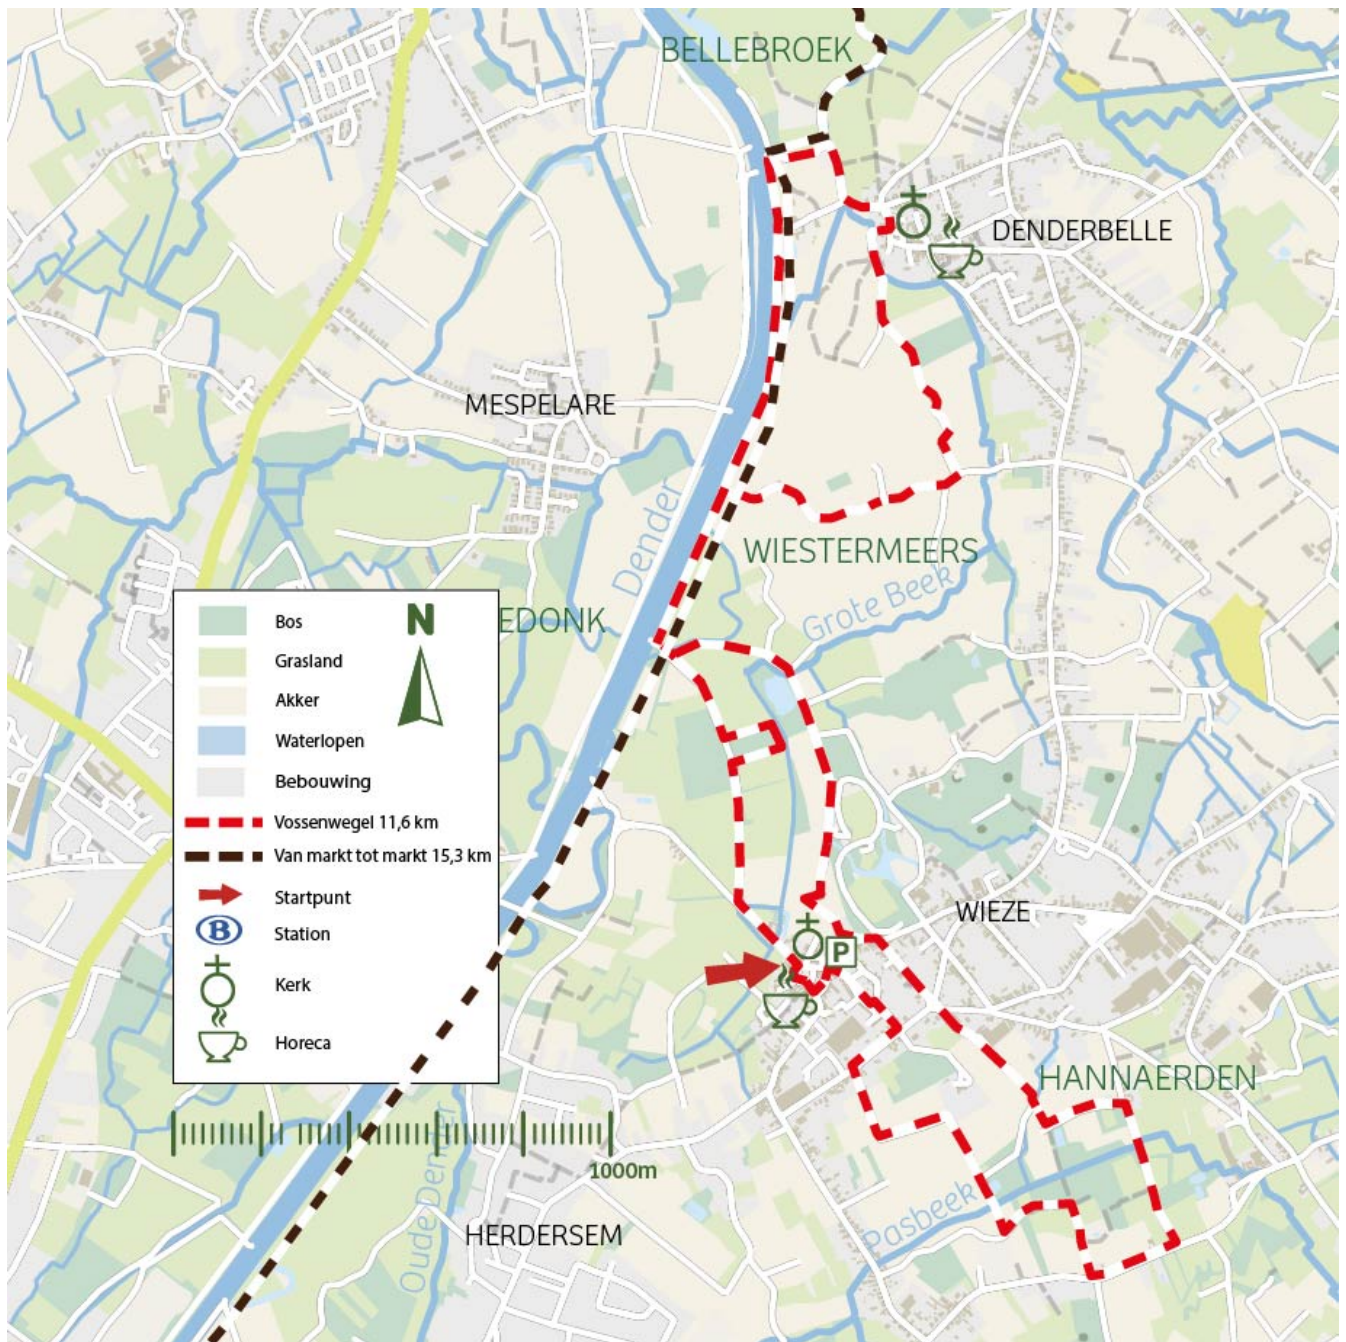 BELLEBROEK
DENDERBELLE
MESPELARE
Dender
WIESTERMEERS
Grote Beek
EDONK
N
Bos
Grasland
Akker
Waterlopen
Bebouwing
Vossenwegel 11,6 km
Van markt tot markt 15,3 km
Startpunt
B
Station
Kerk
Horeca
WIEZE
P
HANNAERDEN
1000m
Oude Dender
Pasbeek
HERDERSEM